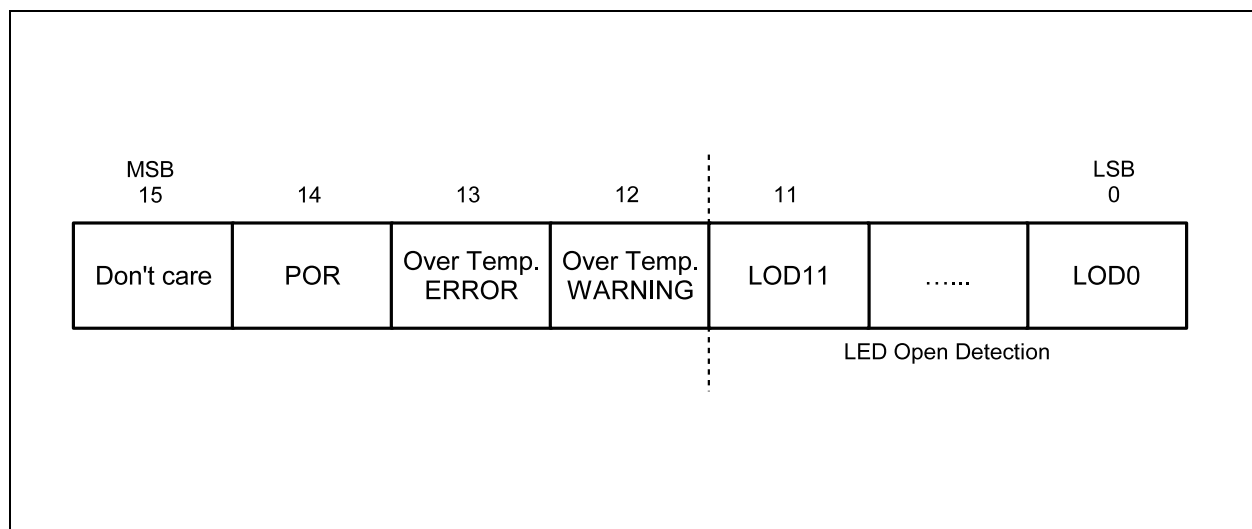 MSB
LSB
15
14
13
12
11
0
Don't care
POR
Over Temp.
ERROR
Over Temp.
WARNING
LOD11
…...
LOD0
LED Open Detection